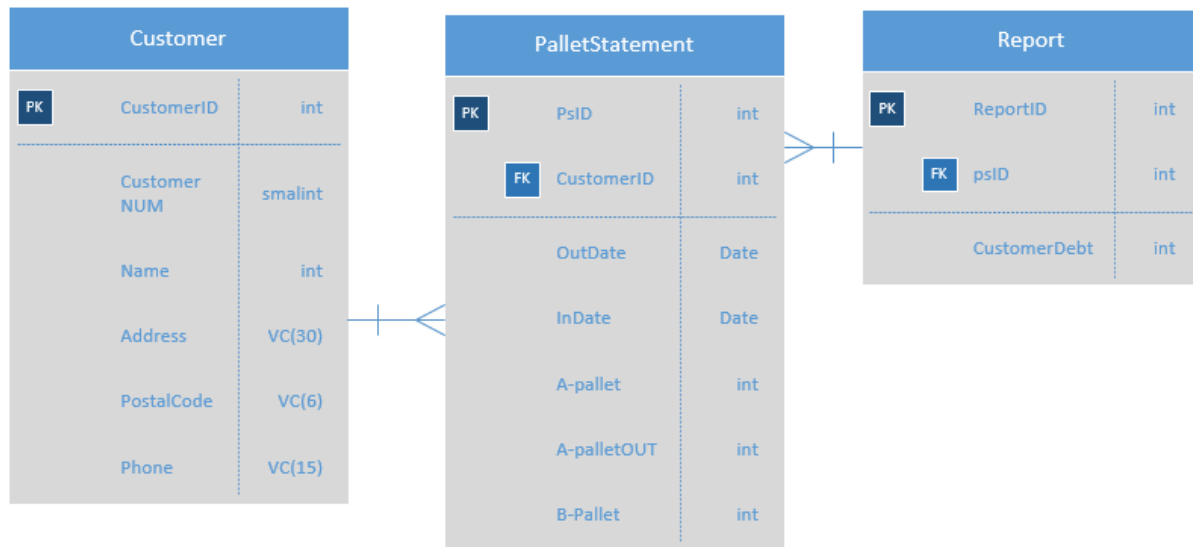 Customer
PK CustomerID int
Customer
NUM smalint
Name int
Address VC(30)
PostalCode VC(6)
Phone VC(15)
PalletStatement
PK PsID int
FK CustomerID int
OutDate Date
InDate Date
A-pallet int
A-palletOUT int
B-Pallet int
Report
PK ReportID int
FK psID int
CustomerDebt int